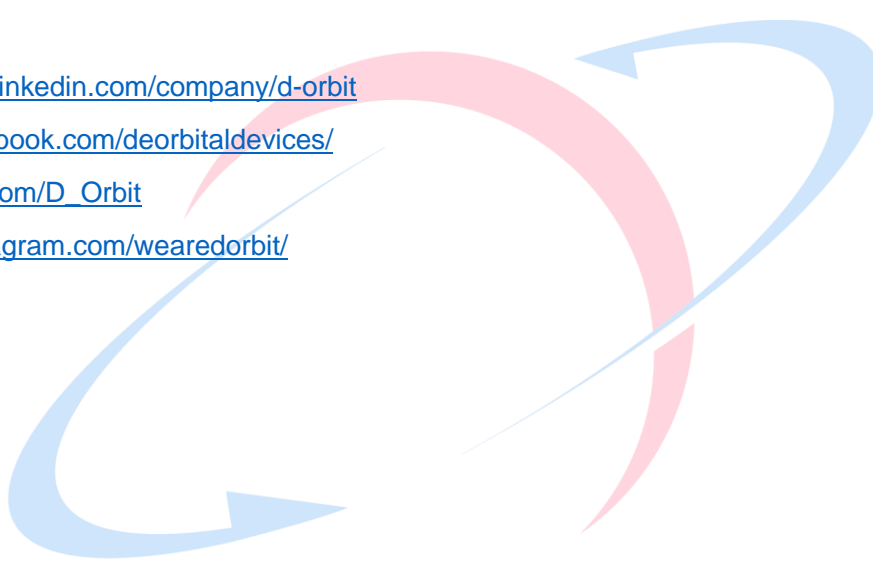 inkedin.com/company/d-orbit
book.com/deorbitaldevices/
om/D_Orbit
gram.com/wearedorbit/